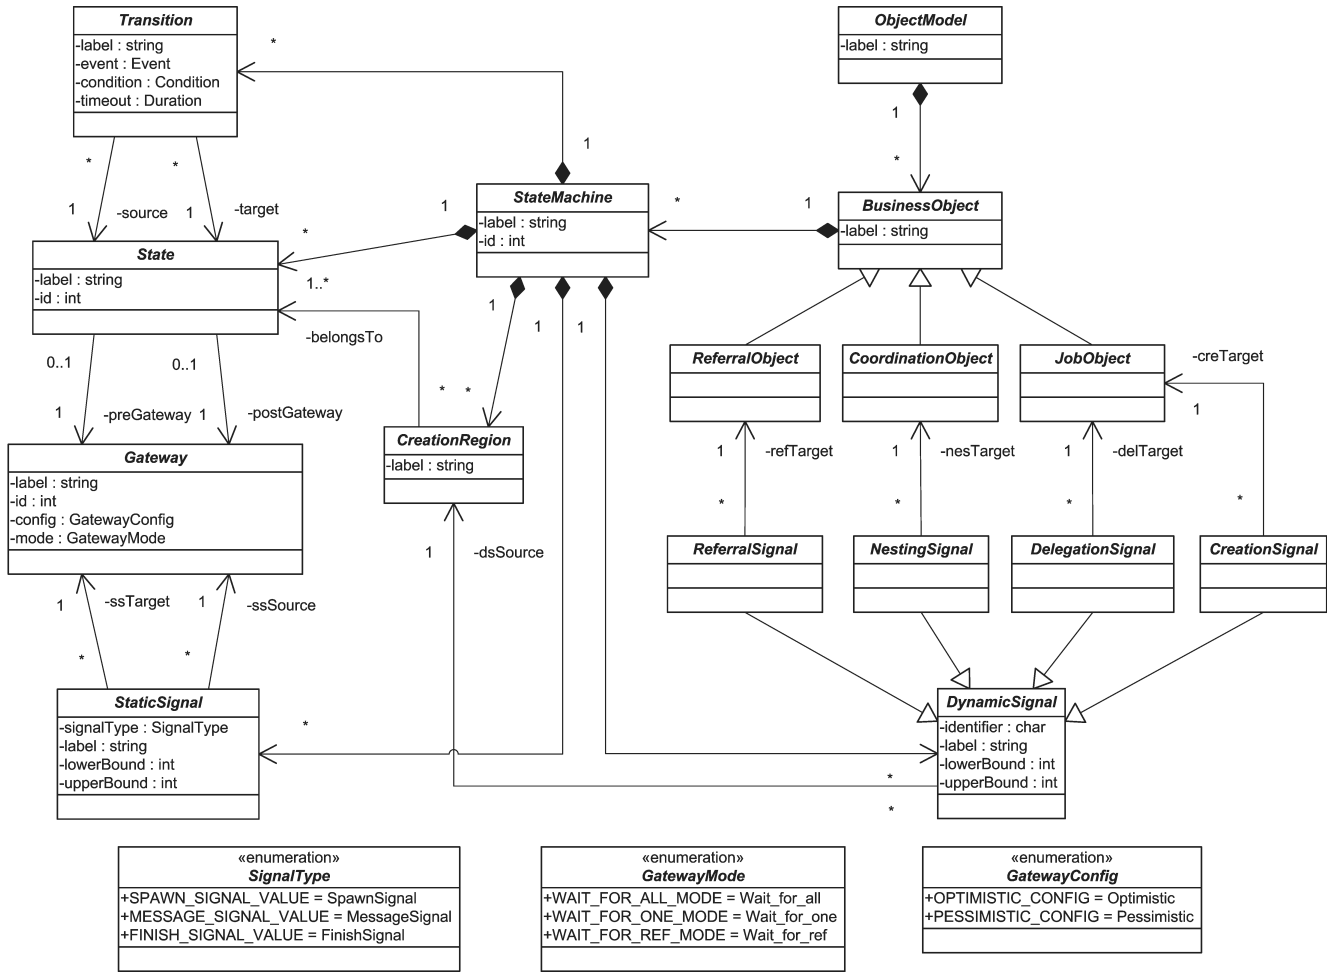 Transition
-label : string
-event : Event
-condition : Condition
-timeout : Duration
ObjectModel
-label : string
*
1
1
*
*
*
1
-source
1
-target
StateMachine
-label : string
-id : int
1
*
*
1
BusinessObject
-label : string
State
-label : string
-id : int
1..*
-belongsTo
1
1
1
0..1
0..1
1
-preGateway
1
-postGateway
*
*
ReferralObject
CoordinationObject
JobObject
-creTarget
1
CreationRegion
-label : string
Gateway
-label : string
-id : int
-config : GatewayConfig
-mode : GatewayMode
1
-refTarget
1
-nesTarget
1
-delTarget
*
*
*
*
1
-dsSource
ReferralSignal
NestingSignal
DelegationSignal
CreationSignal
1
-ssTarget
1
-ssSource
*
*
StaticSignal
-signalType : SignalType
-label : string
-lowerBound : int
-upperBound : int
*
DynamicSignal
-identifier : char
-label : string
-lowerBound : int
-upperBound : int
*
*
«enumeration»
SignalType
+SPAWN_SIGNAL_VALUE = SpawnSignal
+MESSAGE_SIGNAL_VALUE = MessageSignal
+FINISH_SIGNAL_VALUE = FinishSignal
«enumeration»
GatewayMode
+WAIT_FOR_ALL_MODE = Wait_for_all
+WAIT_FOR_ONE_MODE = Wait_for_one
+WAIT_FOR_REF_MODE = Wait_for_ref
«enumeration»
GatewayConfig
+OPTIMISTIC_CONFIG = Optimistic
+PESSIMISTIC_CONFIG = Pessimistic